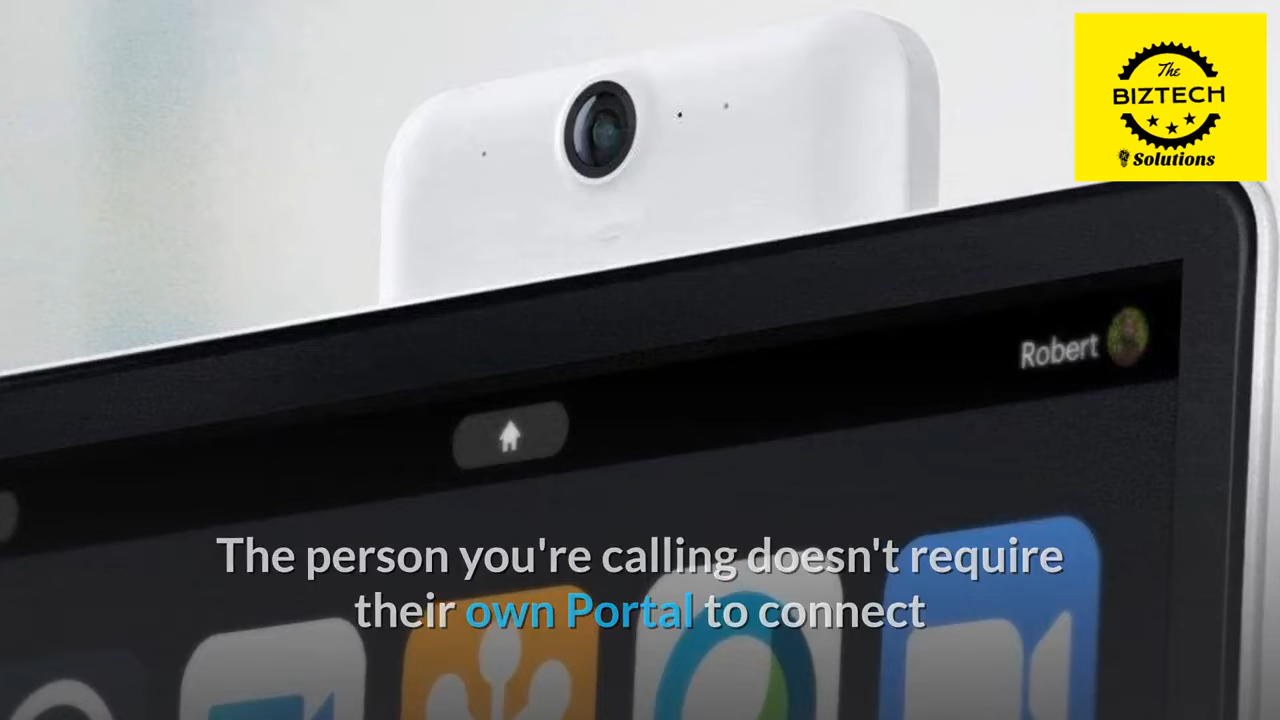 The
BIZTECH
Solutions
Robert
The person you're calling doesn't require
their own Portal to connect